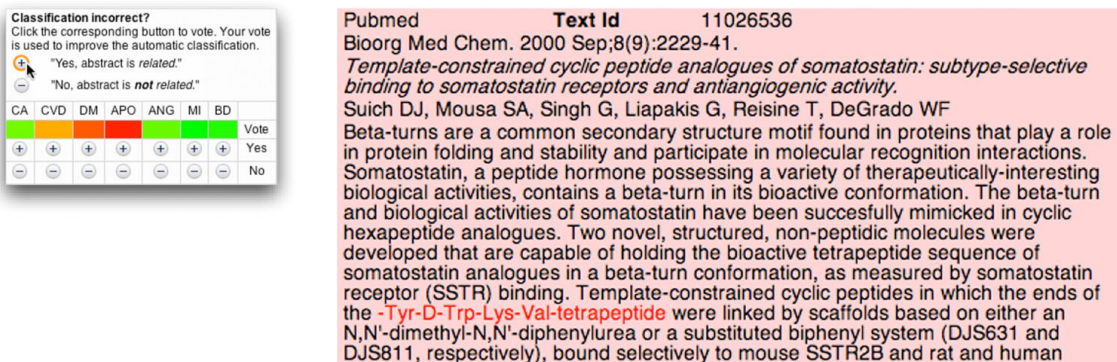 Classification incorrect?
Click the corresponding button to vote. Your vote
is used to improve the automatic classification.
"Yes, abstract is related."
"No, abstract is not related."
CA CVD DM APO ANG MI BD
Vote
Yes
No
Pubmed Text Id 11026536
Bioorg Med Chem. 2000 Sep;8(9):2229-41.
Template-constrained cyclic peptide analogues of somatostatin: subtype-selective
binding to somatostatin receptors and antiangiogenic activity.
Suich DJ, Mousa SA, Singh G, Liapakis G, Reisine T, DeGrado WF
Beta-turns are a common secondary structure motif found in proteins that play a role
in protein folding and stability and participate in molecular recognition interactions.
Somatostatin, a peptide hormone possessing a variety of therapeutically-interesting
biological activities, contains a beta-turn in its bioactive conformation. The beta-turn
and biological activities of somatostatin have been succesfully mimicked in cyclic
hexapeptide analogues. Two novel, structured, non-peptidic molecules were
developed that are capable of holding the bioactive tetrapeptide sequence of
somatostatin analogues in a beta-turn conformation, as measured by somatostatin
receptor (SSTR) binding. Template-constrained cyclic peptides in which the ends of
the -Tyr-D-Trp-Lys-Val-tetrapeptide were linked by scaffolds based on either an
N,N'-dimethyl-N,N'-diphenylurea or a substituted biphenyl system (DJS631 and
DJS811, respectively), bound selectively to mouse SSTR2B and rat and human